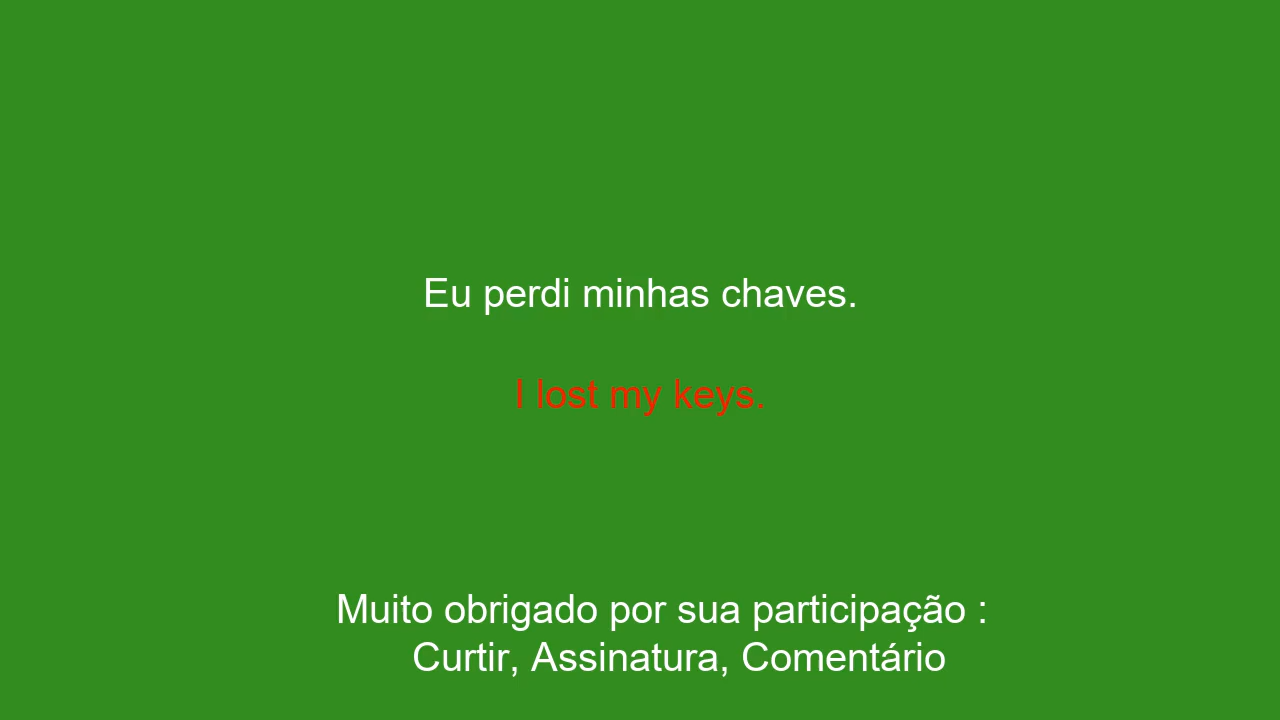 Eu perdi minhas chaves.
I lost my keys.
Muito obrigado por sua participação :
Curtir, Assinatura, Comentário